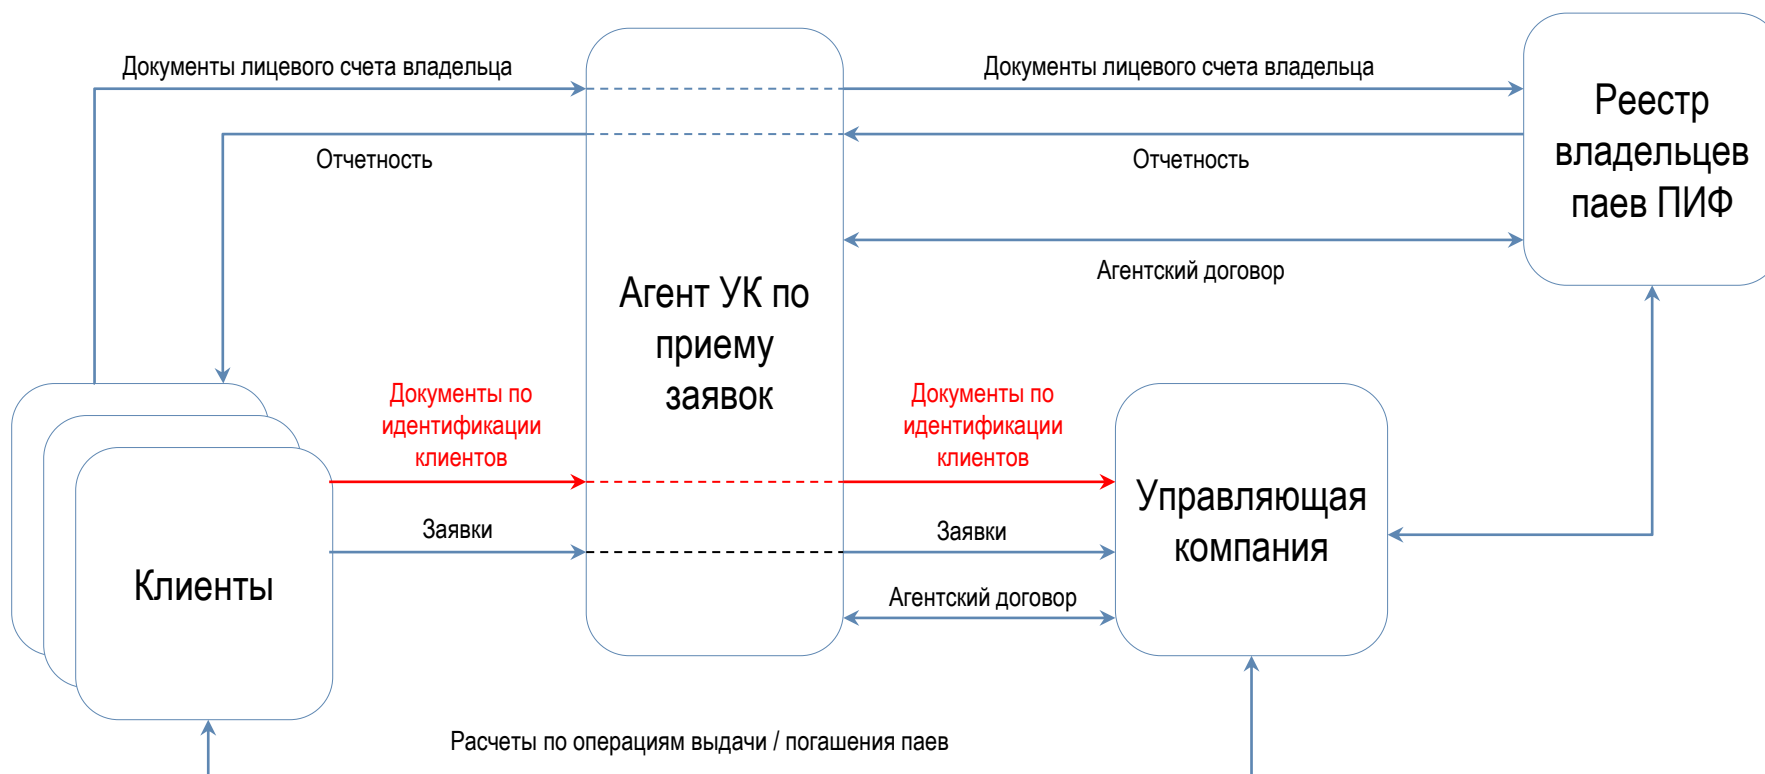 Документы лицевого счета владельца
Документы лицевого счета владельца
Реестр
владельцев
паев ПИФ
Отчетность
Отчетность
Агентский договор
Агент УК по
приему
заявок
Документы по
идентификации
клиентов
Документы по
идентификации
клиентов
Управляющая
компания
Заявки
Заявки
Клиенты
Агентский договор
Расчеты по операциям выдачи / погашения паев